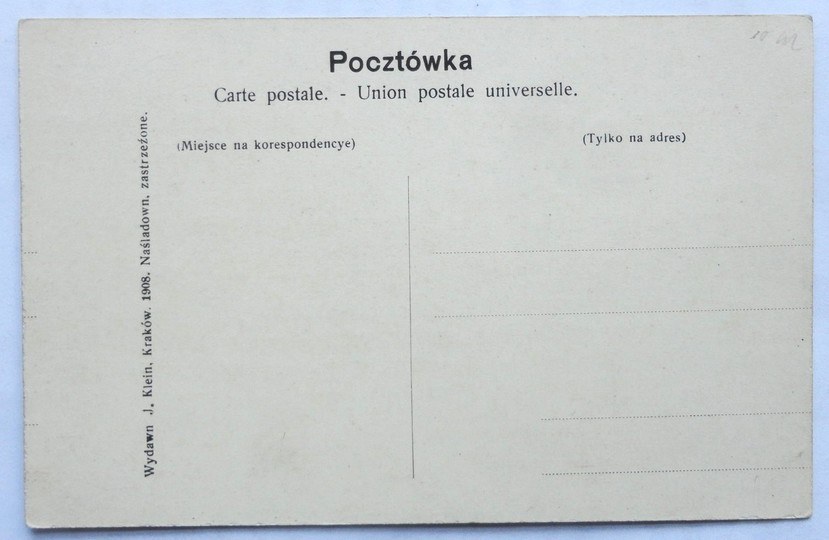 Pocztówka
Carte postale. - Union postale universelle.
(Miejsce na korespondencye)
(Tylko na adres)
Wydawn J. Klein, Kraków. 1908. Naśladown. zastrzeżone.